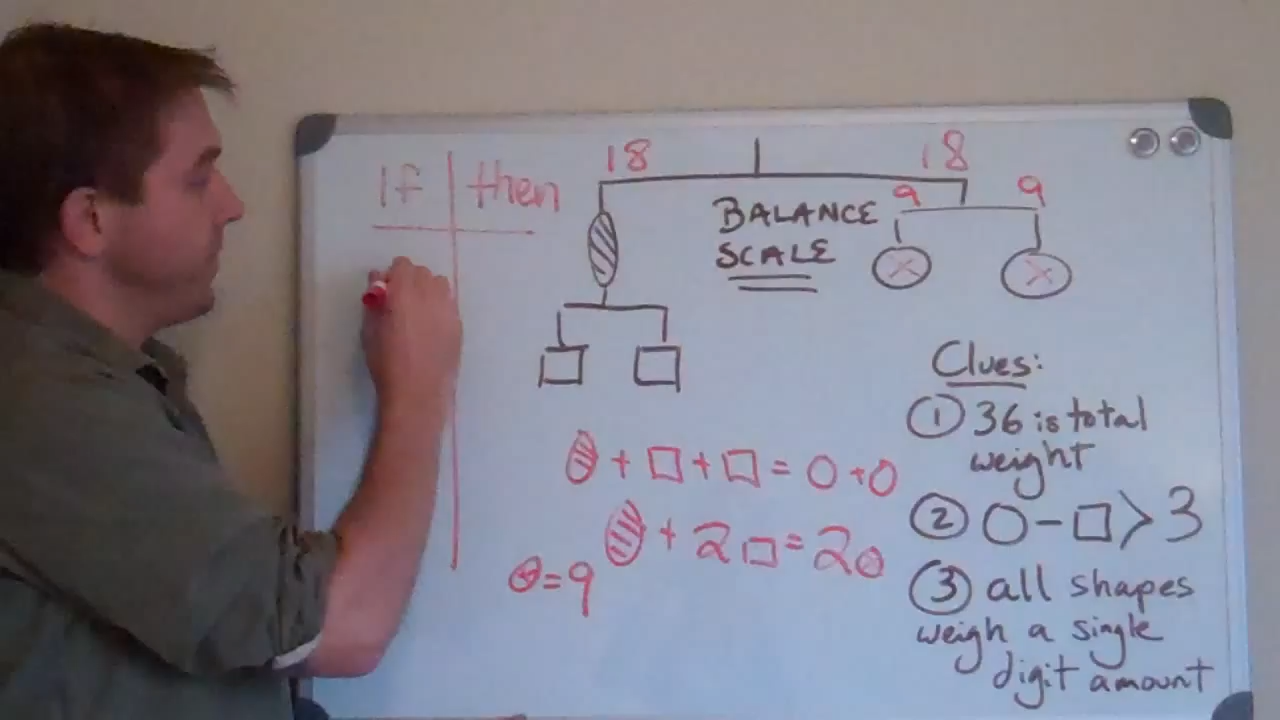 If then
18 18
9 9
BALANCE
SCALE
x x
Clues:
① 36 is total
weight
② ○ - □ > 3
③ all shapes
weigh a single
digit amount
⬮ + □ + □ = ○ + ○
⬮ + 2□ = 2○
○ = 9